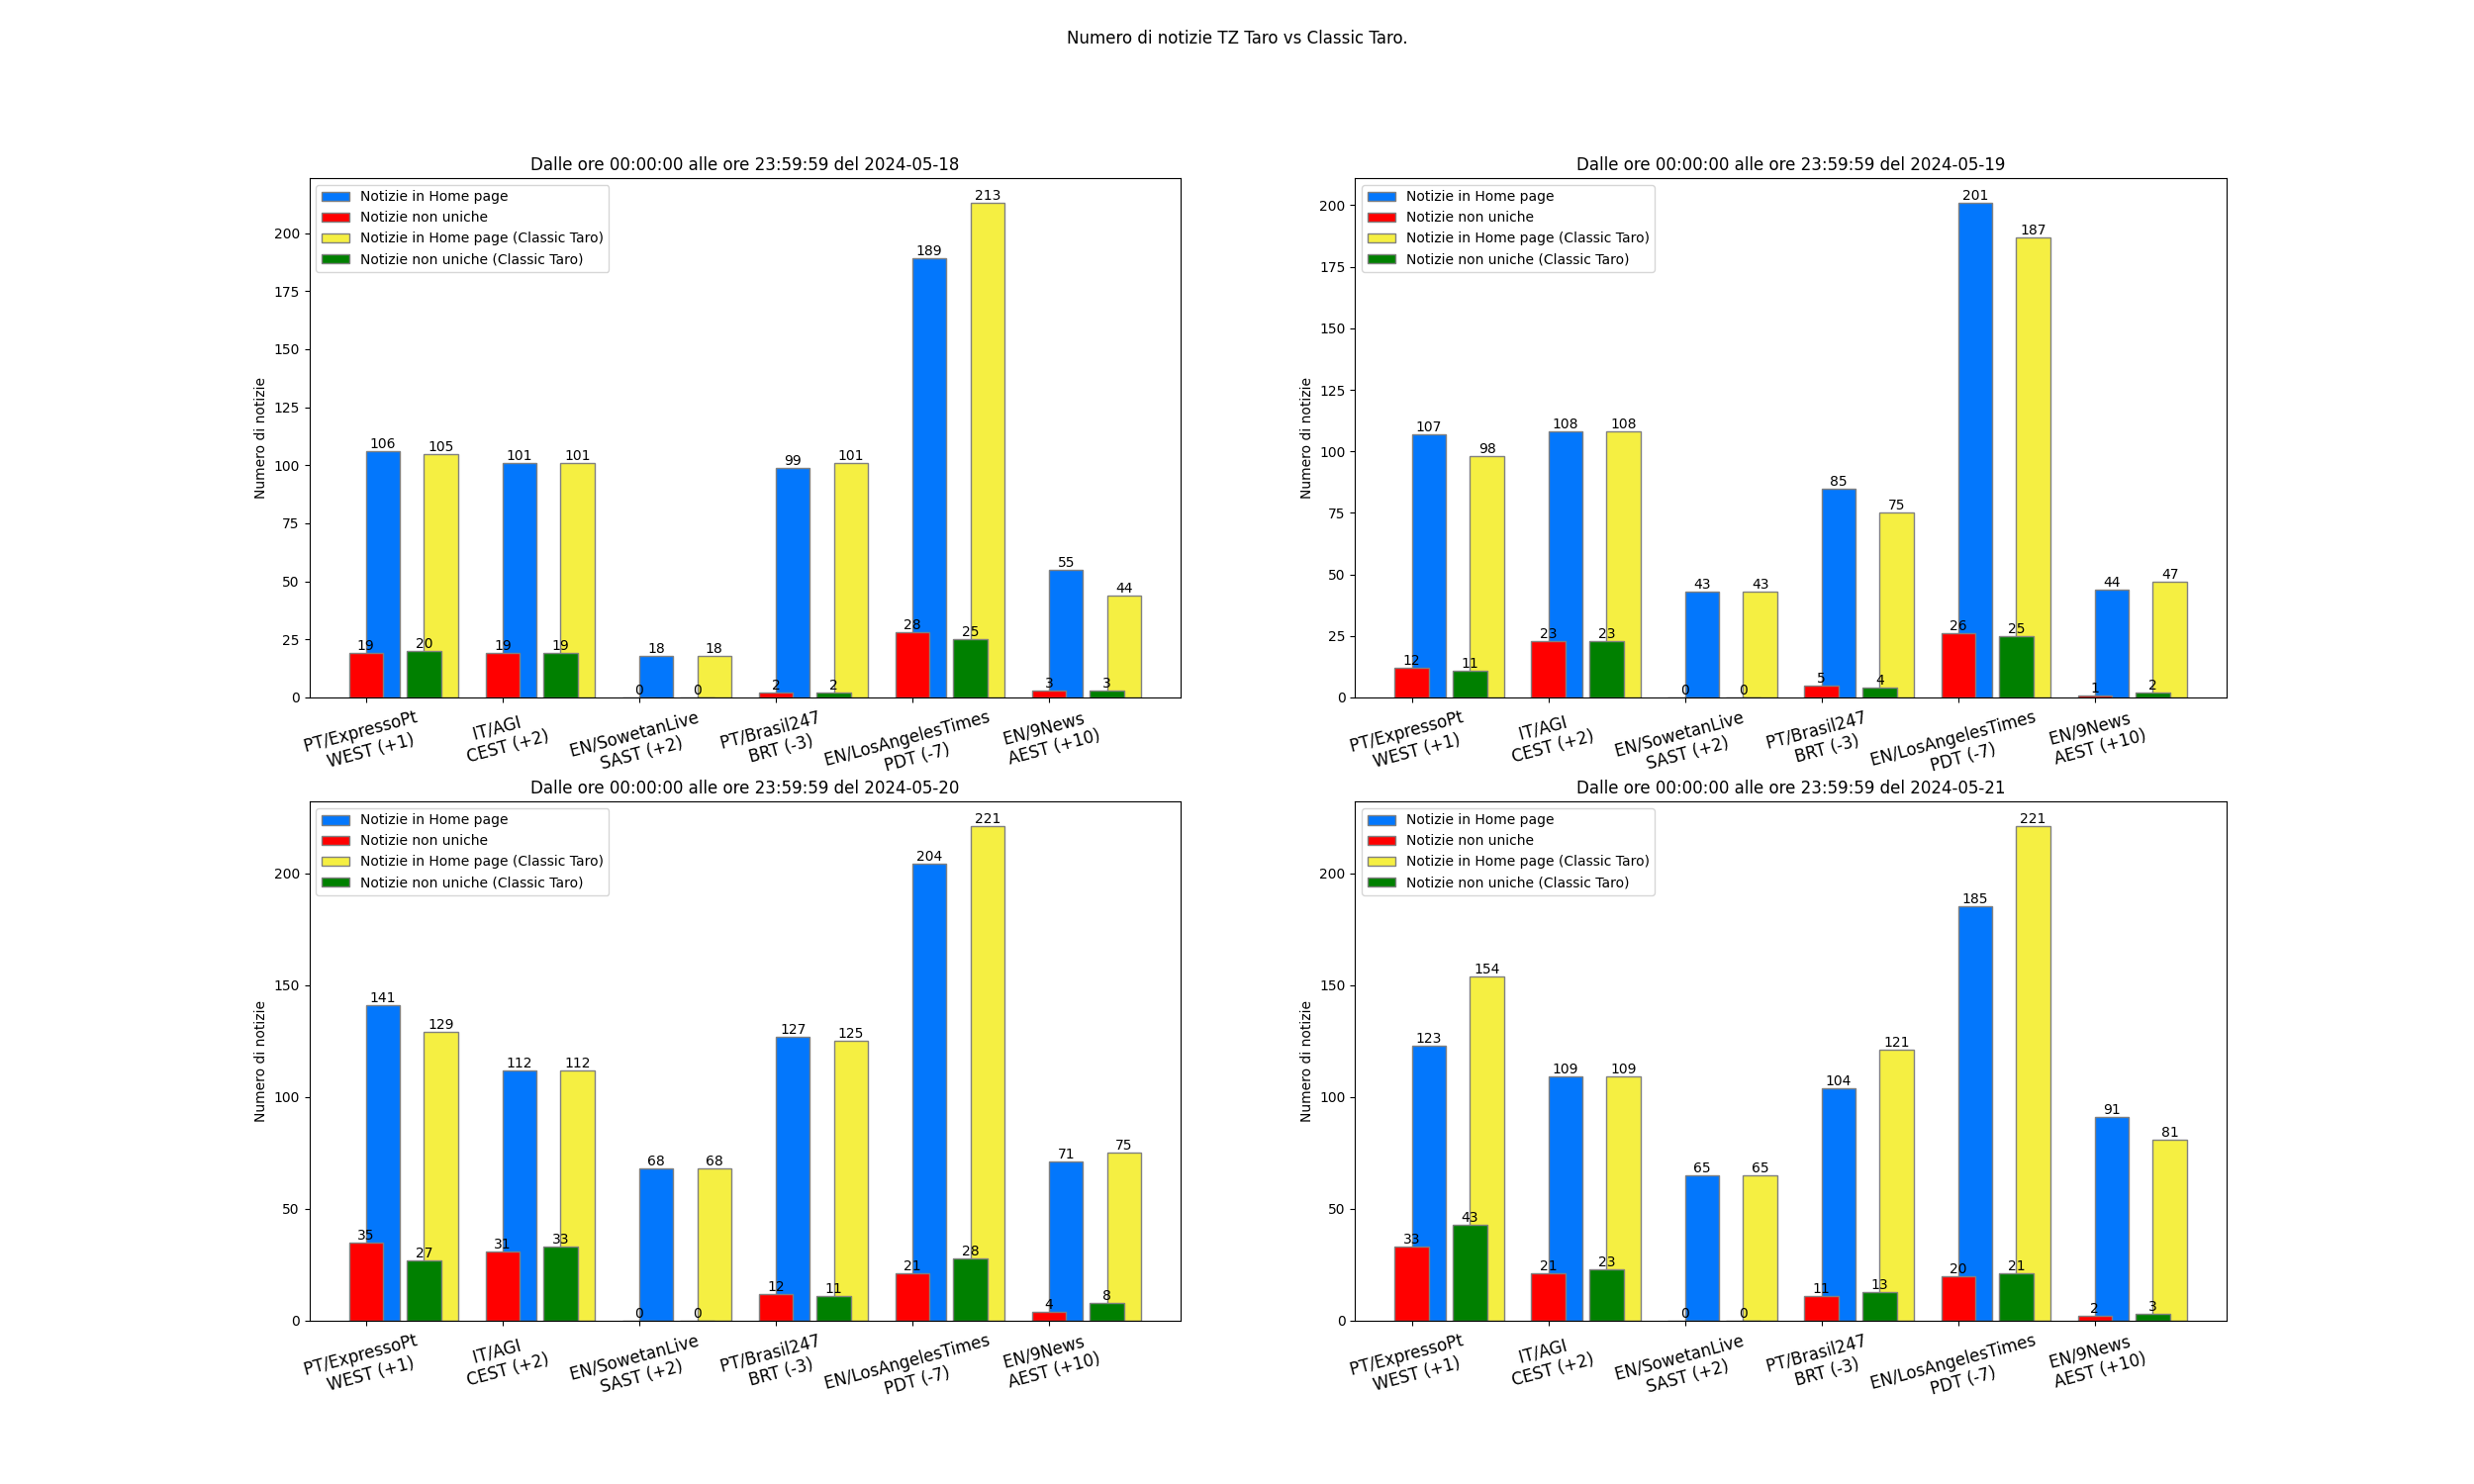 Numero di notizie TZ Taro vs Classic Taro.
Dalle ore 00:00:00 alle ore 23:59:59 del 2024-05-18
Numero di notizie
200
175
150
125
100
75
50
25
0
Notizie in Home page
Notizie non uniche
Notizie in Home page (Classic Taro)
Notizie non uniche (Classic Taro)
19 106 20 105
19 101 19 101
0 18 0 18
2 99 2 101
28 189 25 213
3 55 3 44
PT/ExpressoPt
WEST (+1)
IT/AGI
CEST (+2)
EN/SowetanLive
SAST (+2)
PT/Brasil247
BRT (-3)
EN/LosAngelesTimes
PDT (-7)
EN/9News
AEST (+10)
Dalle ore 00:00:00 alle ore 23:59:59 del 2024-05-19
Numero di notizie
200
175
150
125
100
75
50
25
0
Notizie in Home page
Notizie non uniche
Notizie in Home page (Classic Taro)
Notizie non uniche (Classic Taro)
12 107 11 98
23 108 23 108
0 43 0 43
5 85 4 75
26 201 25 187
1 44 2 47
PT/ExpressoPt
WEST (+1)
IT/AGI
CEST (+2)
EN/SowetanLive
SAST (+2)
PT/Brasil247
BRT (-3)
EN/LosAngelesTimes
PDT (-7)
EN/9News
AEST (+10)
Dalle ore 00:00:00 alle ore 23:59:59 del 2024-05-20
Numero di notizie
200
150
100
50
0
Notizie in Home page
Notizie non uniche
Notizie in Home page (Classic Taro)
Notizie non uniche (Classic Taro)
35 141 27 129
31 112 33 112
0 68 0 68
12 127 11 125
21 204 28 221
4 71 8 75
PT/ExpressoPt
WEST (+1)
IT/AGI
CEST (+2)
EN/SowetanLive
SAST (+2)
PT/Brasil247
BRT (-3)
EN/LosAngelesTimes
PDT (-7)
EN/9News
AEST (+10)
Dalle ore 00:00:00 alle ore 23:59:59 del 2024-05-21
Numero di notizie
200
150
100
50
0
Notizie in Home page
Notizie non uniche
Notizie in Home page (Classic Taro)
Notizie non uniche (Classic Taro)
33 123 43 154
21 109 23 109
0 65 0 65
11 104 13 121
20 185 21 221
2 91 3 81
PT/ExpressoPt
WEST (+1)
IT/AGI
CEST (+2)
EN/SowetanLive
SAST (+2)
PT/Brasil247
BRT (-3)
EN/LosAngelesTimes
PDT (-7)
EN/9News
AEST (+10)